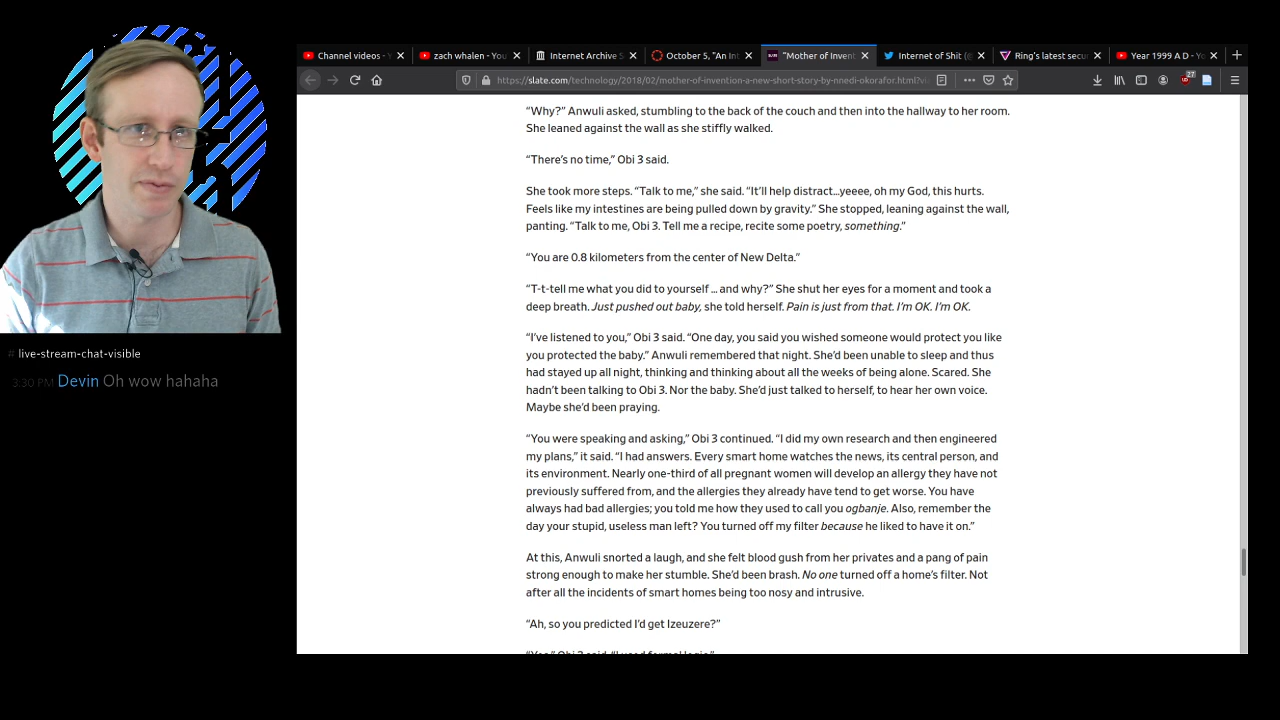 Channel videos - Y
zach whalen - You
Internet Archive S
October 5, "An Int
"Mother of Invent
Internet of Shit (@
Ring's latest secu
Year 1999 A D - Yo
https://slate.com/technology/2018/02/mother-of-invention-a-new-short-story-by-nnedi-okorafor.html?v
27
“Why?” Anwuli asked, stumbling to the back of the couch and then into the hallway to her room.
She leaned against the wall as she stiffly walked.
“There’s no time,” Obi 3 said.
She took more steps. “Talk to me,” she said. “It’ll help distract…yeeee, oh my God, this hurts.
Feels like my intestines are being pulled down by gravity.” She stopped, leaning against the wall,
panting. “Talk to me, Obi 3. Tell me a recipe, recite some poetry, something.”
“You are 0.8 kilometers from the center of New Delta.”
“T-t-tell me what you did to yourself … and why?” She shut her eyes for a moment and took a
deep breath. Just pushed out baby, she told herself. Pain is just from that. I’m OK. I’m OK.
“I’ve listened to you,” Obi 3 said. “One day, you said you wished someone would protect you like
you protected the baby.” Anwuli remembered that night. She’d been unable to sleep and thus
had stayed up all night, thinking and thinking about all the weeks of being alone. Scared. She
hadn’t been talking to Obi 3. Nor the baby. She’d just talked to herself, to hear her own voice.
Maybe she’d been praying.
“You were speaking and asking,” Obi 3 continued. “I did my own research and then engineered
my plans,” it said. “I had answers. Every smart home watches the news, its central person, and
its environment. Nearly one-third of all pregnant women will develop an allergy they have not
previously suffered from, and the allergies they already have tend to get worse. You have
always had bad allergies; you told me how they used to call you ogbanje. Also, remember the
day your stupid, useless man left? You turned off my filter because he liked to have it on.”
At this, Anwuli snorted a laugh, and she felt blood gush from her privates and a pang of pain
strong enough to make her stumble. She’d been brash. No one turned off a home’s filter. Not
after all the incidents of smart homes being too nosy and intrusive.
“Ah, so you predicted I’d get Izeuzere?”
“Yes,” Obi 3 said. “I used formal logic.”
# live-stream-chat-visible
3:30 PM Devin Oh wow hahaha